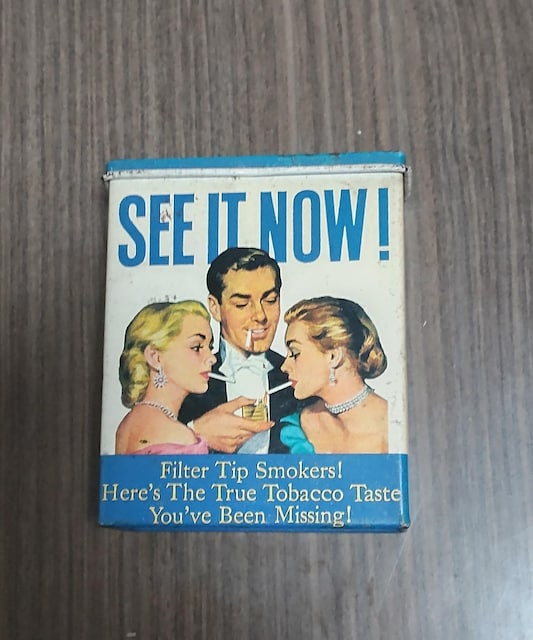 SEE IT NOW!
Filter Tip Smokers!
Here's The True Tobacco Taste
You've Been Missing!